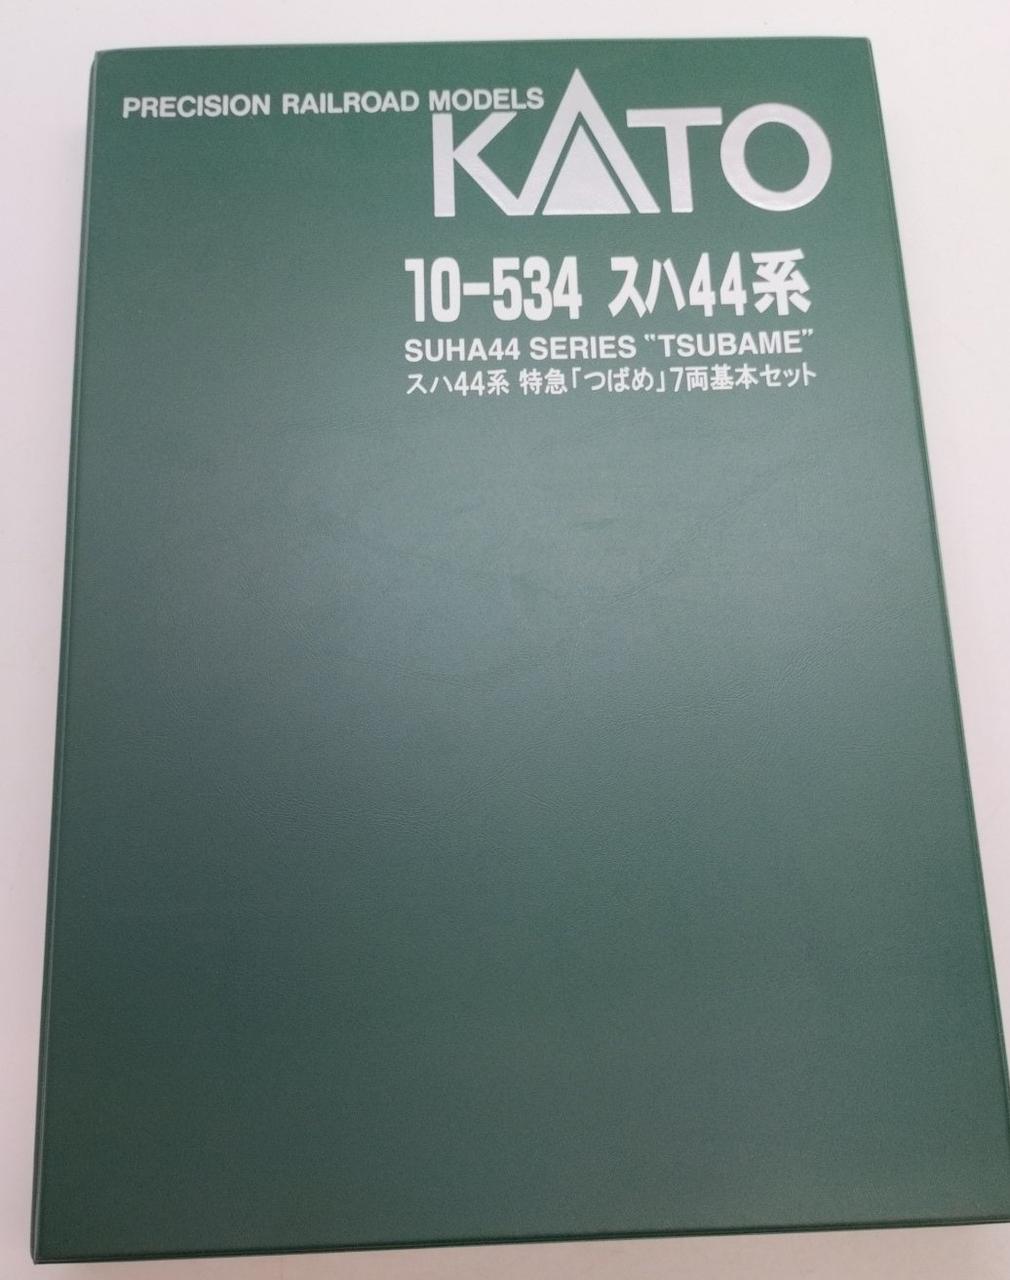 PRECISION RAILROAD MODELS
KATO
10-534 スハ44系
SUHA44 SERIES “TSUBAME”
スハ44系 特急「つばめ」7両基本セット